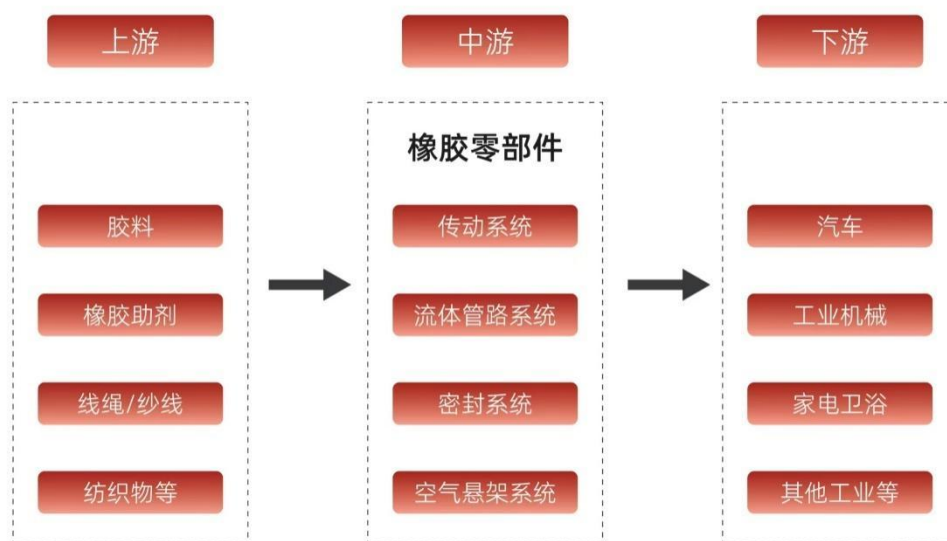 上游
中游
下游
橡胶零部件
胶料
传动系统
汽车
橡胶助剂
流体管路系统
工业机械
线绳/纱线
密封系统
家电卫浴
纺织物等
空气悬架系统
其他工业等